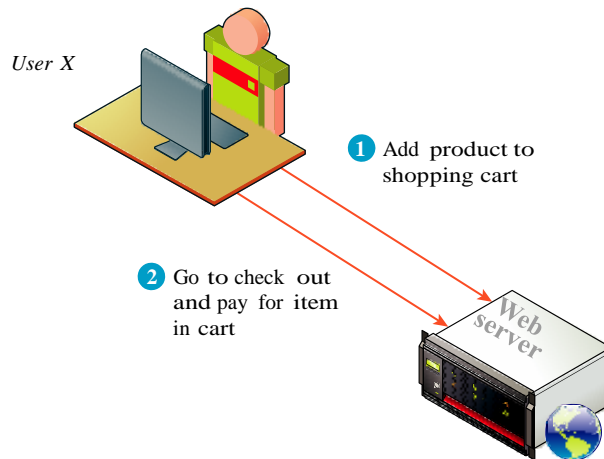 User X
1 Add product to
shopping cart
2 Go to check out
and pay for item
in cart
Web
server